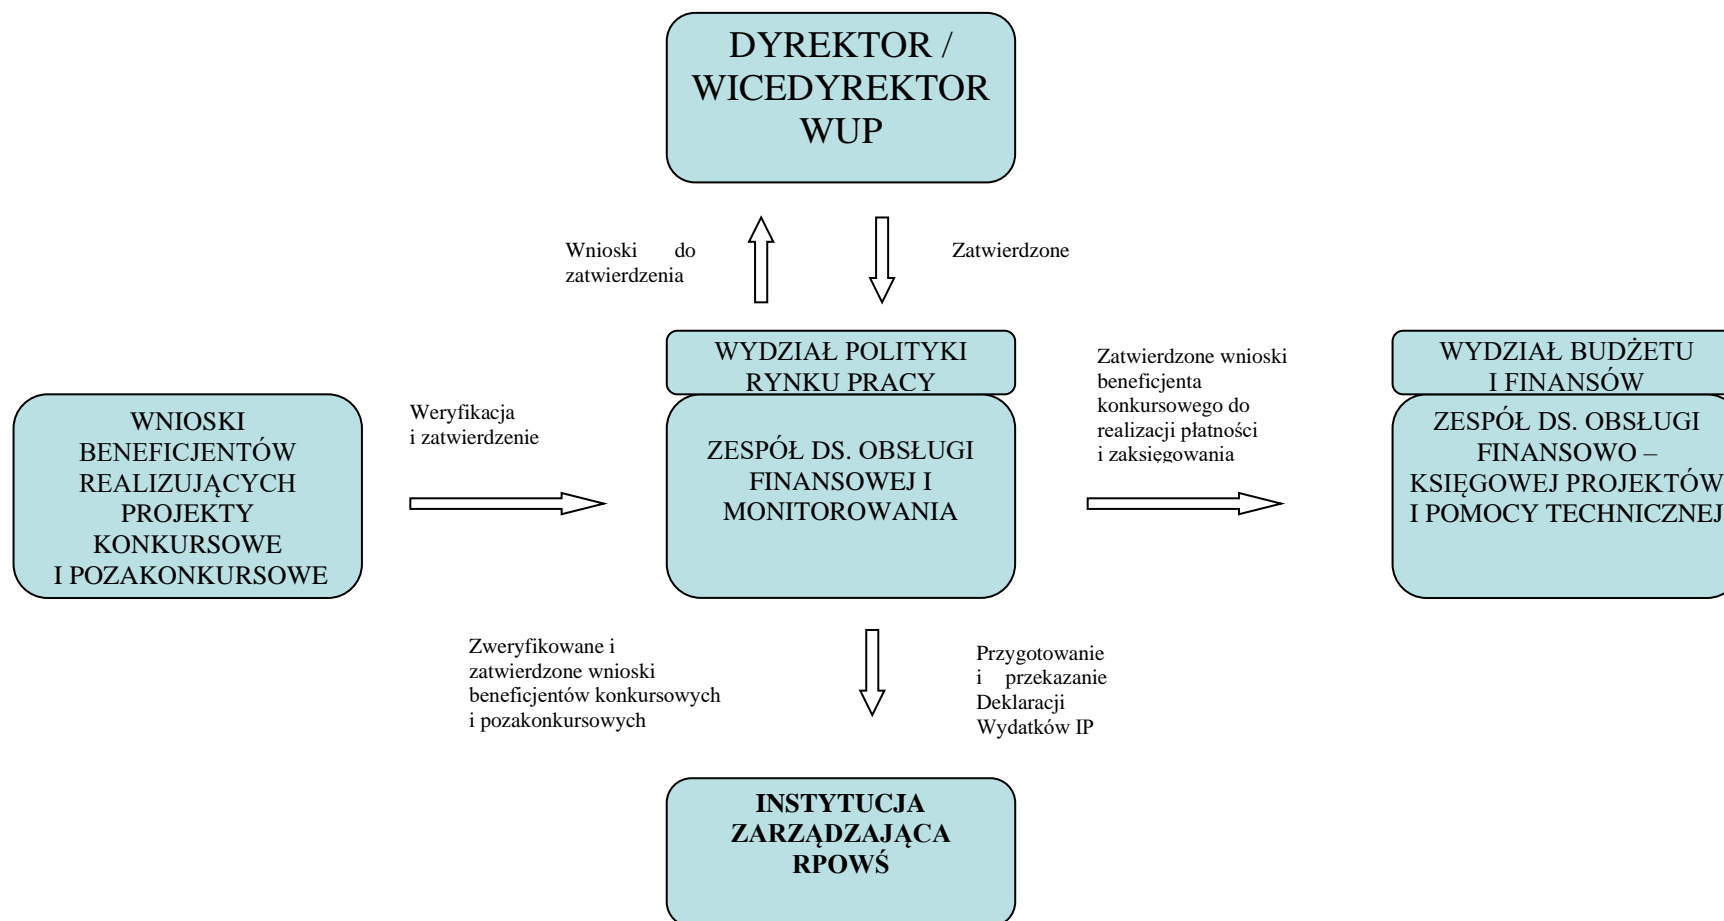 DYREKTOR /
WICEDYREKTOR
WUP
Wnioski do
zatwierdzenia
Zatwierdzone
WNIOSKI
BENEFICJENTÓW
REALIZUJĄCYCH
PROJEKTY
KONKURSOWE
I POZAKONKURSOWE
Weryfikacja
i zatwierdzenie
WYDZIAŁ POLITYKI
RYNKU PRACY
ZESPÓŁ DS. OBSŁUGI
FINANSOWEJ I
MONITOROWANIA
Zatwierdzone wnioski
beneficjenta
konkursowego do
realizacji płatności
i zaksięgowania
WYDZIAŁ BUDŻETU
I FINANSÓW
ZESPÓŁ DS. OBSŁUGI
FINANSOWO –
KSIĘGOWEJ PROJEKTÓW
I POMOCY TECHNICZNEJ
Zweryfikowane i
zatwierdzone wnioski
beneficjentów konkursowych
i pozakonkursowych
Przygotowanie
i przekazanie
Deklaracji
Wydatków IP
INSTYTUCJA
ZARZĄDZAJĄCA
RPOWŚ